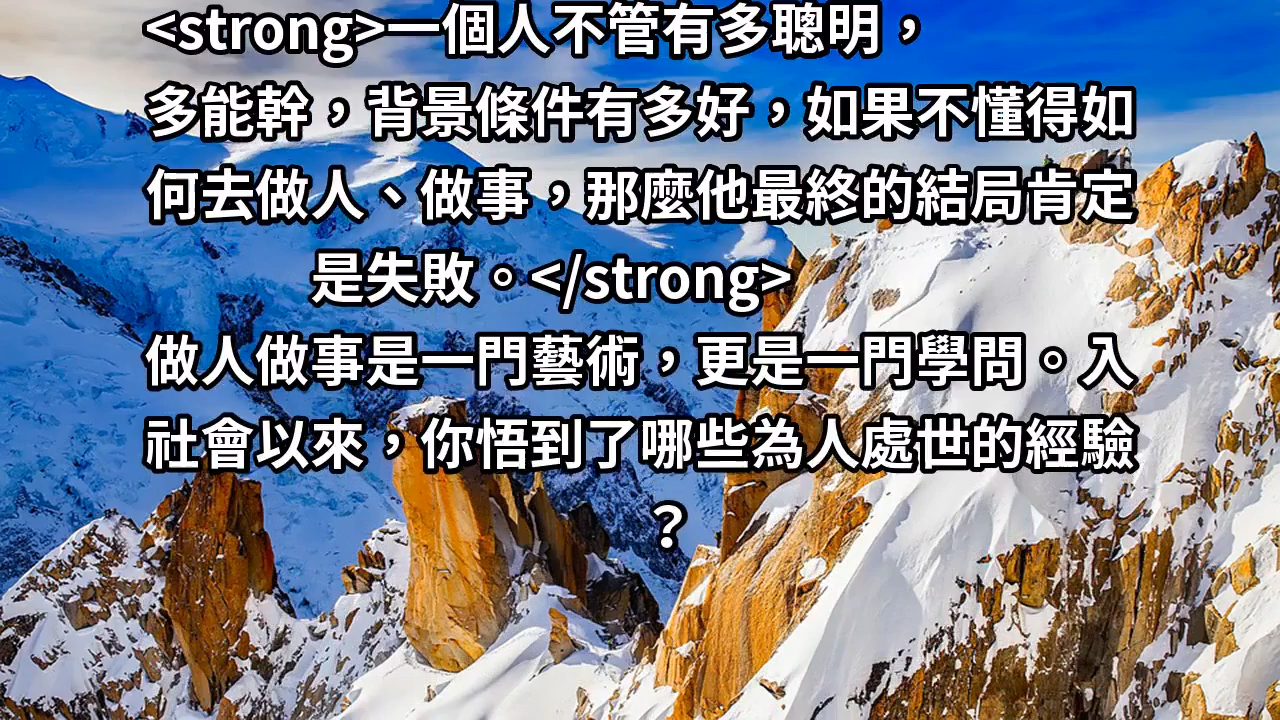 <strong>一個人不管有多聰明，
多能幹，背景條件有多好，如果不懂得如
何去做人、做事，那麼他最終的結局肯定
是失敗。</strong>
做人做事是一門藝術，更是一門學問。入
社會以來，你悟到了哪些為人處世的經驗
？